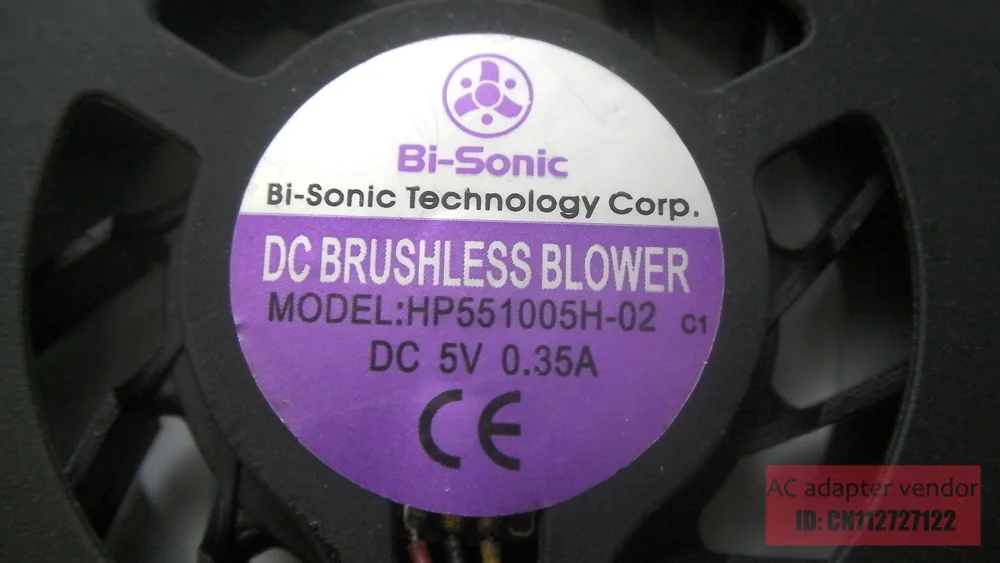 Bi-Sonic
Bi-Sonic Technology Corp.
DC BRUSHLESS BLOWER
MODEL:HP551005H-02 C1
DC 5V 0.35A
CE
AC adapter vendor
ID: CN112727122